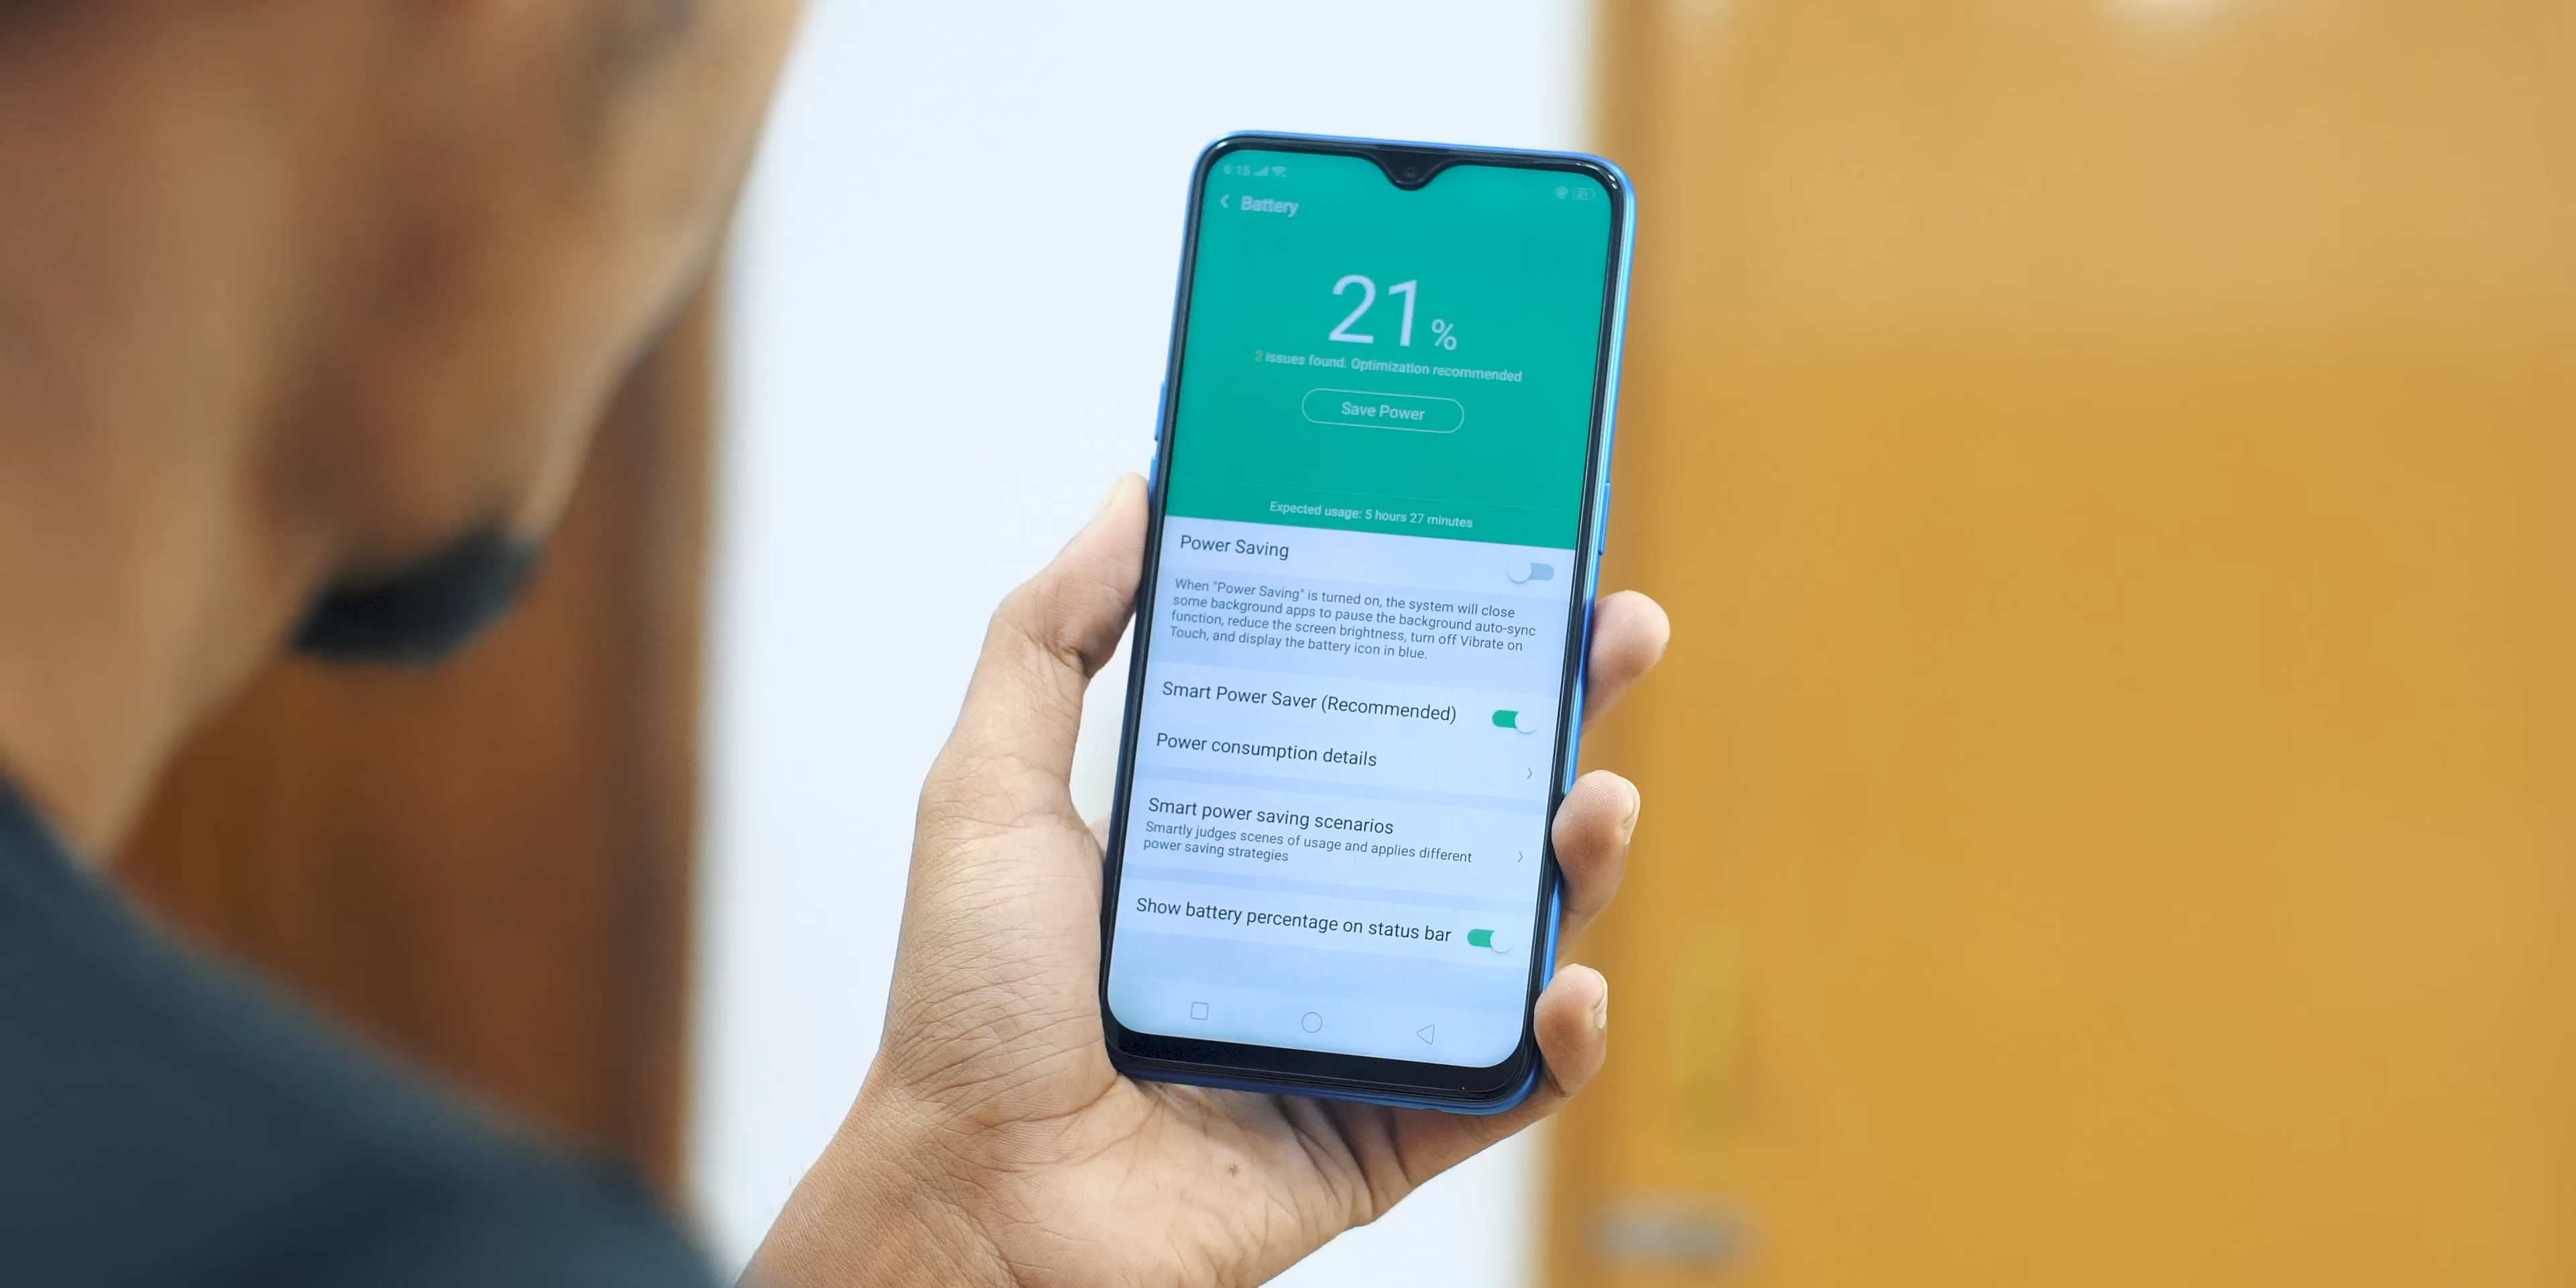 6:15
21
Battery
21%
2 issues found. Optimization recommended
Save Power
Expected usage: 5 hours 27 minutes
Power Saving
When "Power Saving" is turned on, the system will close
some background apps to pause the background auto-sync
function, reduce the screen brightness, turn off Vibrate on
Touch, and display the battery icon in blue.
Smart Power Saver (Recommended)
Power consumption details
Smart power saving scenarios
Smartly judges scenes of usage and applies different
power saving strategies
Show battery percentage on status bar